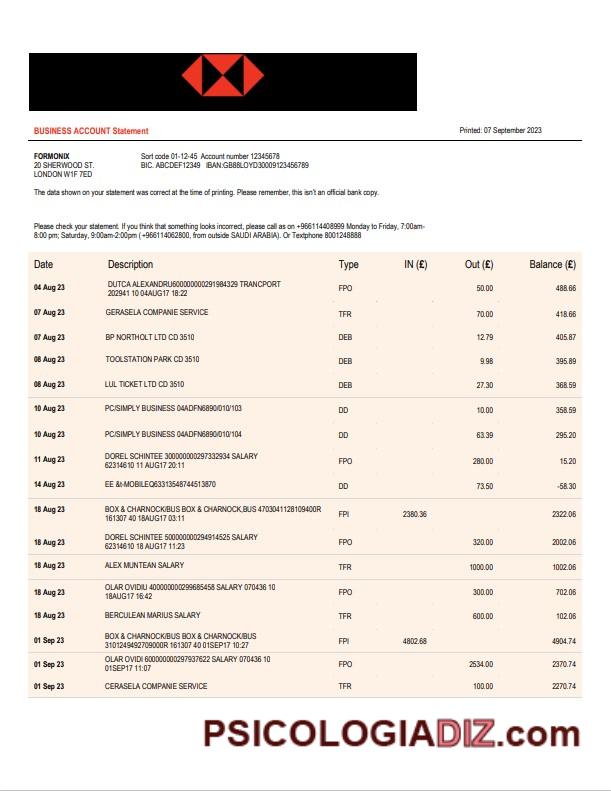 BUSINESS ACCOUNT Statement Printed: 07 September 2023
FORMONIX Sort code 01-12-45 Account number 12345678
20 SHERWOOD ST. BIC. ABCDEF12349 IBAN:GB88LOYD30009123456789
LONDON W1F 7ED
The data shown on your statement was correct at the time of printing. Please remember, this isn't an official bank copy.
Please check your statement. If you think that something looks incorrect, please call as on +966114408999 Monday to Friday, 7:00am-
8:00 pm; Saturday, 9:00am-2:00pm ( +966114062800, from outside SAUDI ARABIA). Or Textphone 8001248888
Date Description Type IN (£) Out (£) Balance (£)
04 Aug 23 DUTCA ALEXANDRU600000000291984329 TRANCPORT FPO 50.00 488.66
202941 10 04AUG17 18:22
07 Aug 23 GERASELA COMPANIE SERVICE TFR 70.00 418.66
07 Aug 23 BP NORTHOLT LTD CD 3510 DEB 12.79 405.87
08 Aug 23 TOOLSTATION PARK CD 3510 DEB 9.98 395.89
08 Aug 23 LUL TICKET LTD CD 3510 DEB 27.30 368.59
10 Aug 23 PC/SIMPLY BUSINESS 04ADFN6890/010/103 DD 10.00 358.59
10 Aug 23 PC/SIMPLY BUSINESS 04ADFN6890/010/104 DD 63.39 295.20
11 Aug 23 DOREL SCHINTEE 300000000297332934 SALARY FPO 280.00 15.20
62314610 11 AUG17 20:11
14 Aug 23 EE &t-MOBILEQ63313548744513870 DD 73.50 -58.30
18 Aug 23 BOX & CHARNOCK/BUS BOX & CHARNOCK,BUS 4703041128109400R FPI 2380.36 2322.06
161307 40 18AUG17 03:11
18 Aug 23 DOREL SCHINTEE 500000000294914525 SALARY FPO 320.00 2002.06
62314610 18 AUG17 11:23
18 Aug 23 ALEX MUNTEAN SALARY TFR 1000.00 1002.06
18 Aug 23 OLAR OVIDIU 400000000299685458 SALARY 070436 10 FPO 300.00 702.06
18AUG17 16:42
18 Aug 23 BERCULEAN MARIUS SALARY TFR 600.00 102.06
01 Sep 23 BOX & CHARNOCK/BUS BOX & CHARNOCK/BUS FPI 4802.68 4904.74
3101249492709000R 161307 40 01SEP17 10:27
01 Sep 23 OLAR OVIDI 600000000297937622 SALARY 070436 10 FPO 2534.00 2370.74
01SEP17 11:07
01 Sep 23 CERASELA COMPANIE SERVICE TFR 100.00 2270.74
PSICOLOGIADIZ.com